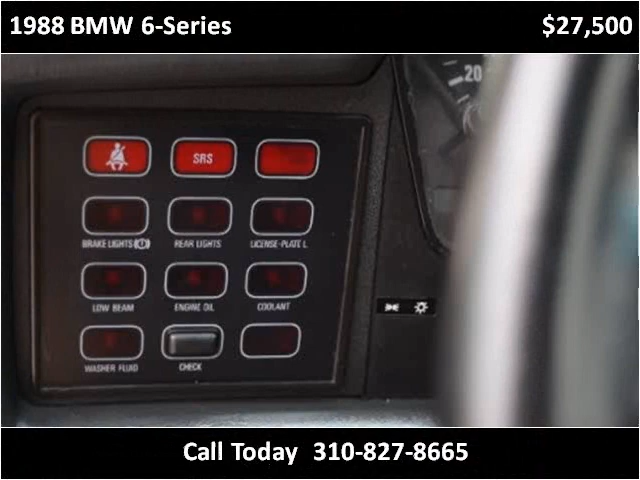 1988 BMW 6-Series $27,500
20
SRS
BRAKE LIGHTS
REAR LIGHTS
LICENSE-PLATE L
LOW BEAM
ENGINE OIL
COOLANT
WASHER FLUID
CHECK
Call Today 310-827-8665